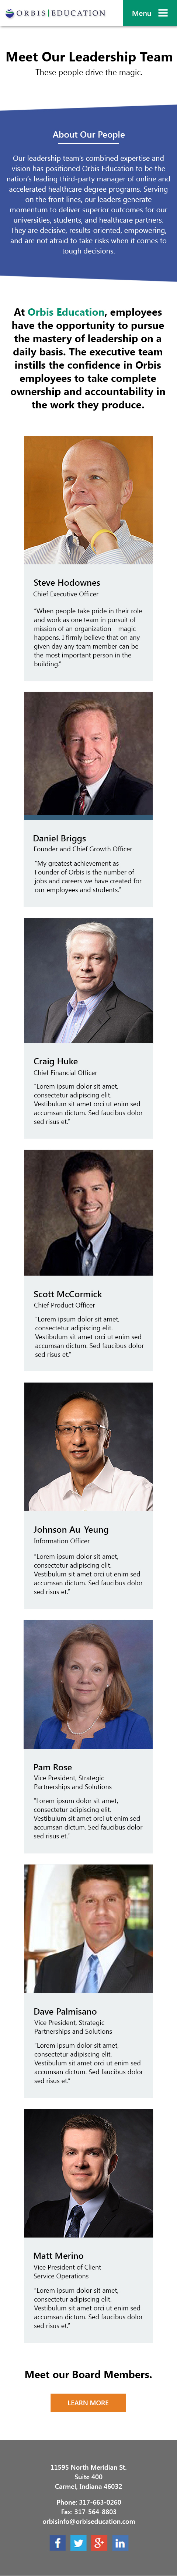 ORBIS|EDUCATION
Menu
Meet Our Leadership Team
These people drive the magic.
About Our People
Our leadership team's combined expertise and
vision has positioned Orbis Education to be the
nation's leading third-party manager of online and
accelerated healthcare degree programs. Serving
on the front lines, our leaders generate
momentum to deliver superior outcomes for our
universities, students, and healthcare partners.
They are decisive, results-oriented, empowering,
and are not afraid to take risks when it comes to
tough decisions.
At Orbis Education, employees
have the opportunity to pursue
the mastery of leadership on a
daily basis. The executive team
instills the confidence in Orbis
employees to take complete
ownership and accountability in
the work they produce.
Steve Hodownes
Chief Executive Officer
"When people take pride in their role
and work as one team in pursuit of
mission of an organization – magic
happens. I firmly believe that on any
given day any team member can be
the most important person in the
building."
Daniel Briggs
Founder and Chief Growth Officer
"My greatest achievement as
Founder of Orbis is the number of
jobs and careers we have created for
our employees and students."
Craig Huke
Chief Financial Officer
"Lorem ipsum dolor sit amet,
consectetur adipiscing elit.
Vestibulum sit amet orci ut enim sed
accumsan dictum. Sed faucibus dolor
sed risus et."
Scott McCormick
Chief Product Officer
"Lorem ipsum dolor sit amet,
consectetur adipiscing elit.
Vestibulum sit amet orci ut enim sed
accumsan dictum. Sed faucibus dolor
sed risus et."
Johnson Au-Yeung
Information Officer
"Lorem ipsum dolor sit amet,
consectetur adipiscing elit.
Vestibulum sit amet orci ut enim sed
accumsan dictum. Sed faucibus dolor
sed risus et."
Pam Rose
Vice President, Strategic
Partnerships and Solutions
"Lorem ipsum dolor sit amet,
consectetur adipiscing elit.
Vestibulum sit amet orci ut enim sed
accumsan dictum. Sed faucibus dolor
sed risus et."
Dave Palmisano
Vice President, Strategic
Partnerships and Solutions
"Lorem ipsum dolor sit amet,
consectetur adipiscing elit.
Vestibulum sit amet orci ut enim sed
accumsan dictum. Sed faucibus dolor
sed risus et."
Matt Merino
Vice President of Client
Service Operations
"Lorem ipsum dolor sit amet,
consectetur adipiscing elit.
Vestibulum sit amet orci ut enim sed
accumsan dictum. Sed faucibus dolor
sed risus et."
Meet our Board Members.
LEARN MORE
11595 North Meridian St.
Suite 400
Carmel, Indiana 46032
Phone: 317-663-0260
Fax: 317-564-8803
orbisinfo@orbiseducation.com